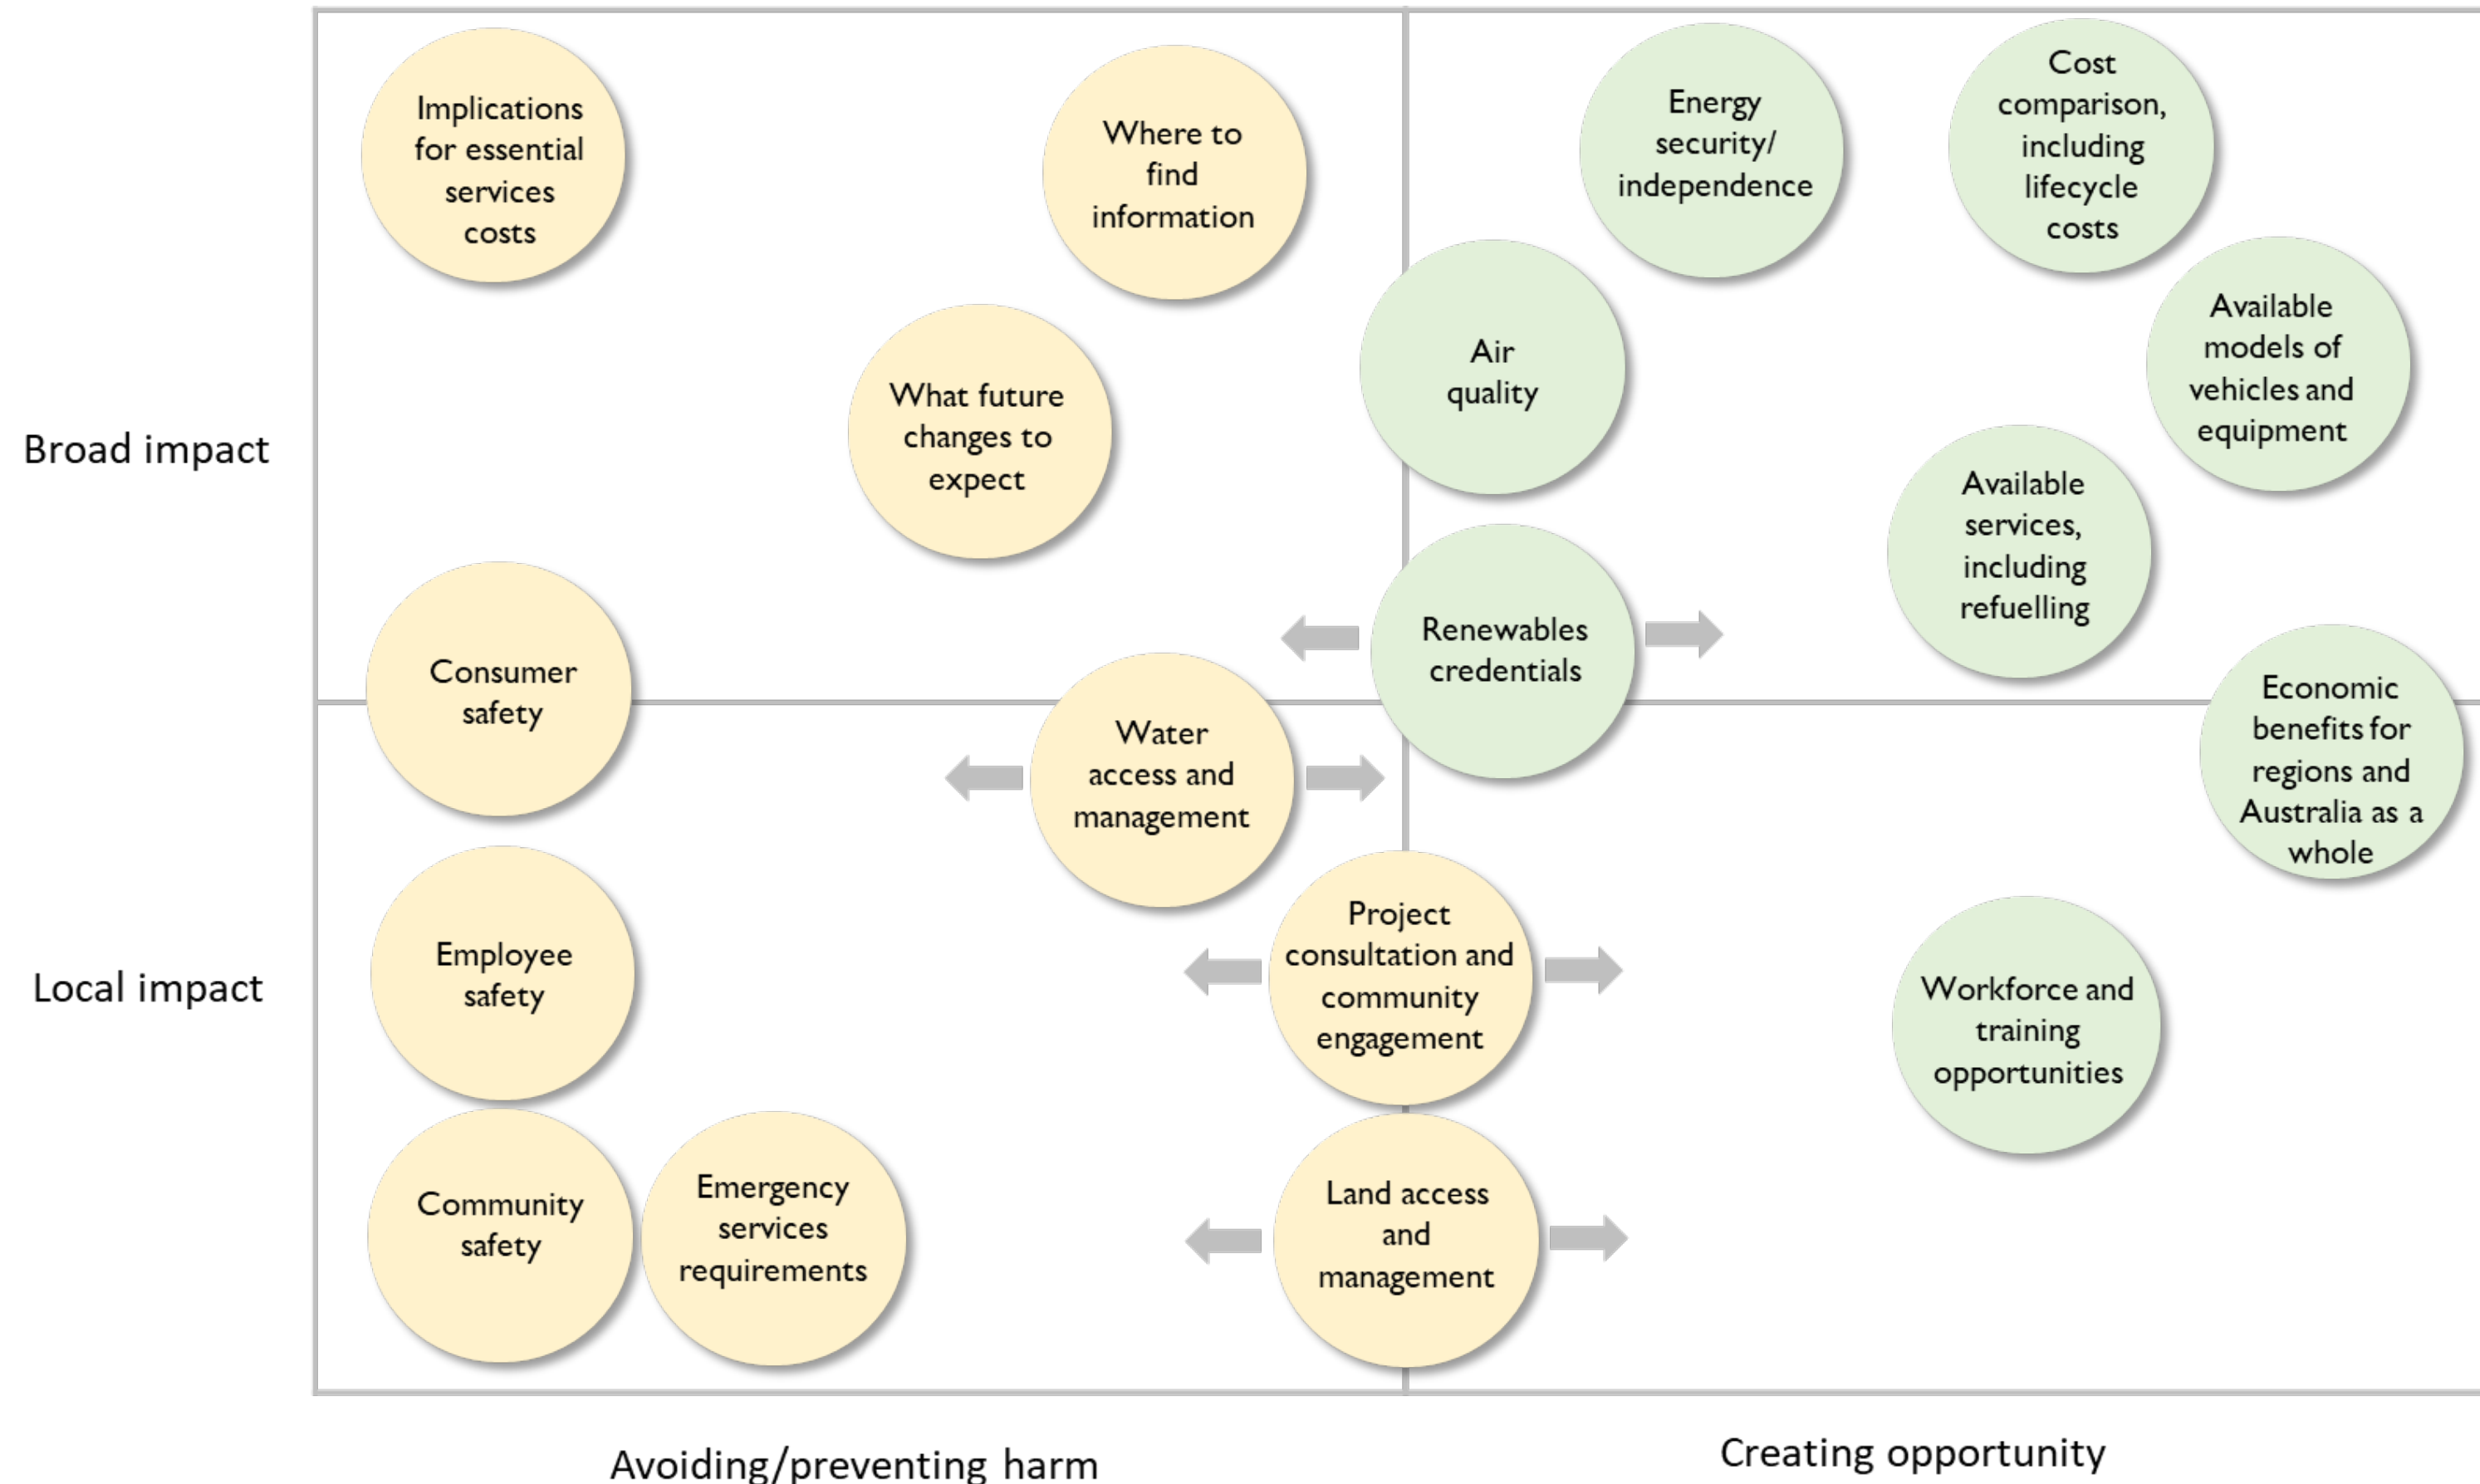 Implications
for essential
services
costs
Where to
find
information
What future
changes to
expect
Energy
security/
independence
Cost
comparison,
including
lifecycle
costs
Air
quality
Available
models of
vehicles and
equipment
Available
services,
including
refuelling
Broad impact
Renewables
credentials
Consumer
safety
Water
access and
management
Economic
benefits for
regions and
Australia as a
whole
Local impact
Employee
safety
Project
consultation and
community
engagement
Workforce and
training
opportunities
Community
safety
Emergency
services
requirements
Land access
and
management
Avoiding/preventing harm
Creating opportunity